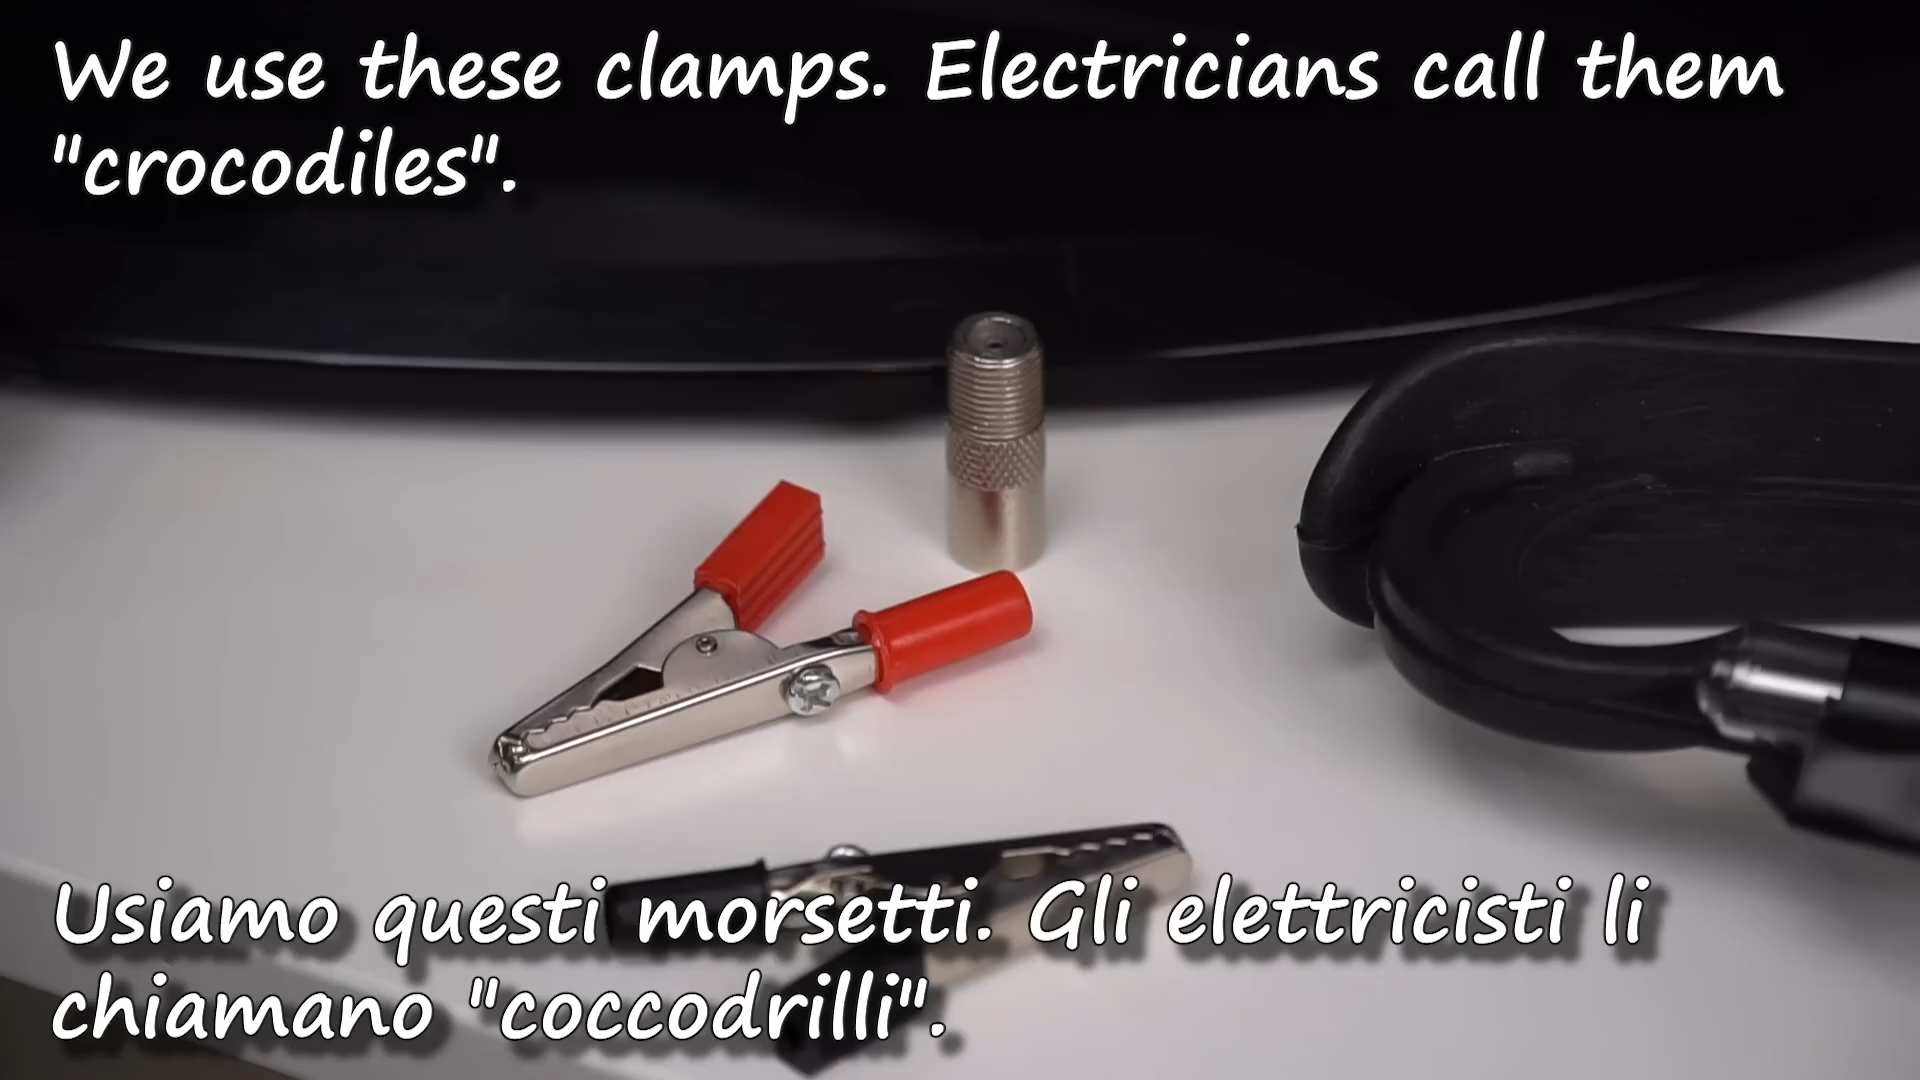 We use these clamps. Electricians call them
"crocodiles".
Usiamo questi morsetti. Gli elettricisti li
chiamano "coccodrilli".